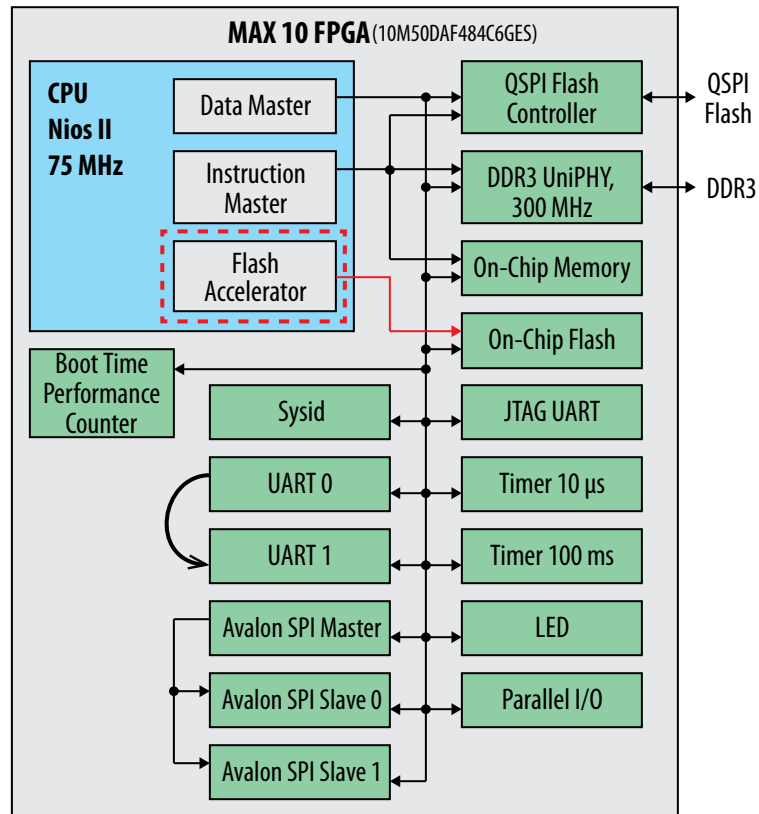 MAX 10 FPGA (10M50DAF484C6GES)
CPU
Nios II
75 MHz
Data Master
Instruction
Master
Flash
Accelerator
QSPI Flash
Controller
QSPI
Flash
DDR3 UniPHY,
300 MHz
DDR3
On-Chip Memory
On-Chip Flash
Boot Time
Performance
Counter
Sysid
JTAG UART
UART 0
Timer 10 µs
UART 1
Timer 100 ms
Avalon SPI Master
LED
Avalon SPI Slave 0
Parallel I/O
Avalon SPI Slave 1